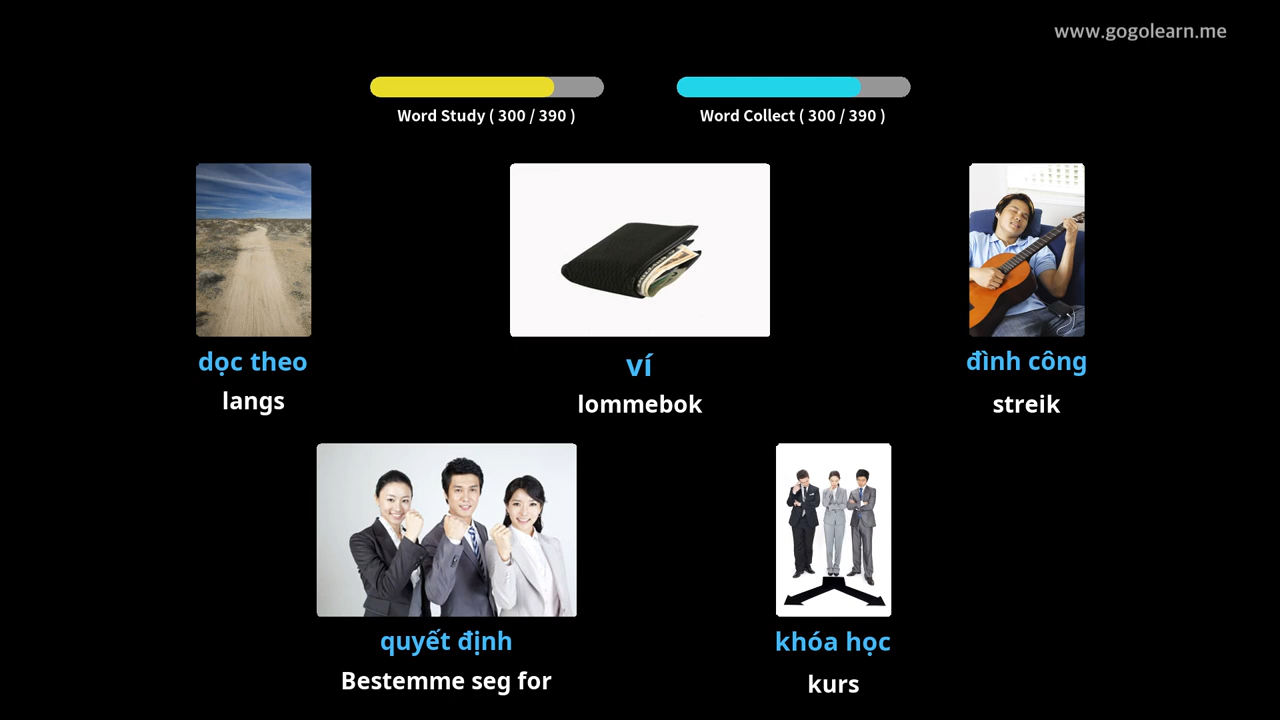 www.gogolearn.me
Word Study ( 300 / 390 )
Word Collect ( 300 / 390 )
dọc theo
langs
ví
lommebok
đình công
streik
quyết định
Bestemme seg for
khóa học
kurs